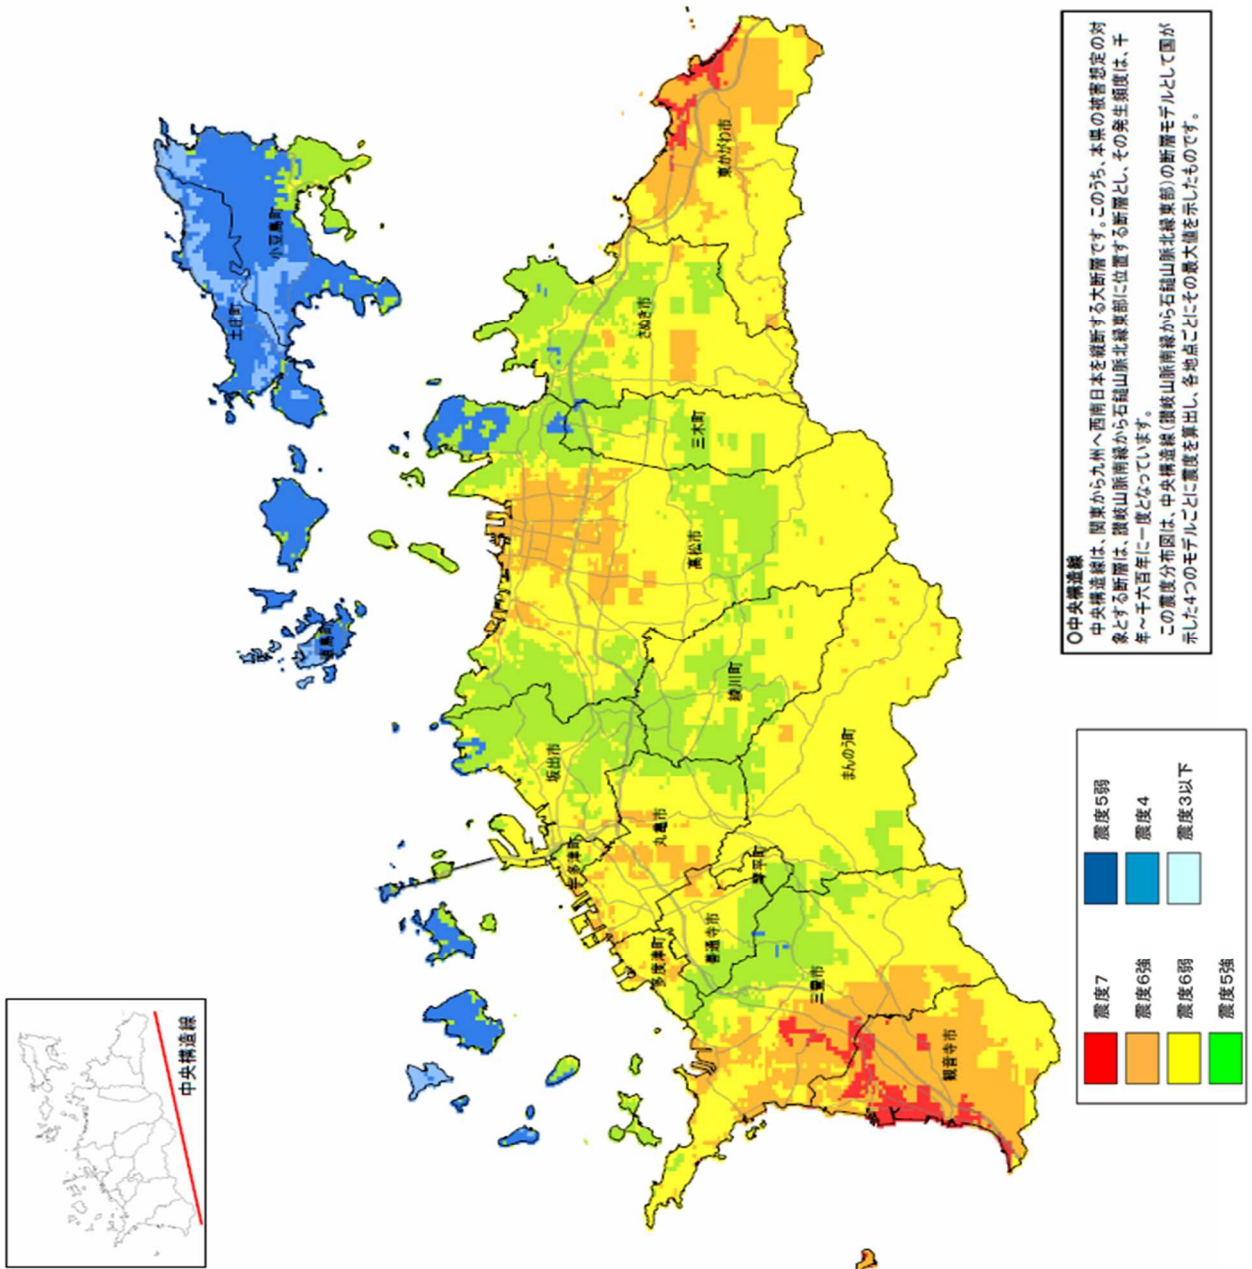 中央構造線
土庄町
小豆島町
直島町
東かがわ市
さぬき市
三木町
高松市
綾川町
坂出市
宇多津町
丸亀市
まんのう町
琴平町
善通寺市
多度津町
三豊市
観音寺市
震度7
震度6強
震度6弱
震度5強
震度5弱
震度4
震度3以下
○中央構造線
中央構造線は、関東から九州へ西南日本を縦断する大断層です。このうち、本県の被害想定の対
象とする断層は、讃岐山脈南縁から石鎚山脈北縁東部に位置する断層とし、その発生頻度は、千
年～千六百年に一度となっています。
この震度分布図は、中央構造線(讃岐山脈南縁から石鎚山脈北縁東部)の断層モデルとして国が
示した4つのモデルごとに震度を算出し、各地点ごとにその最大値を示したものです。